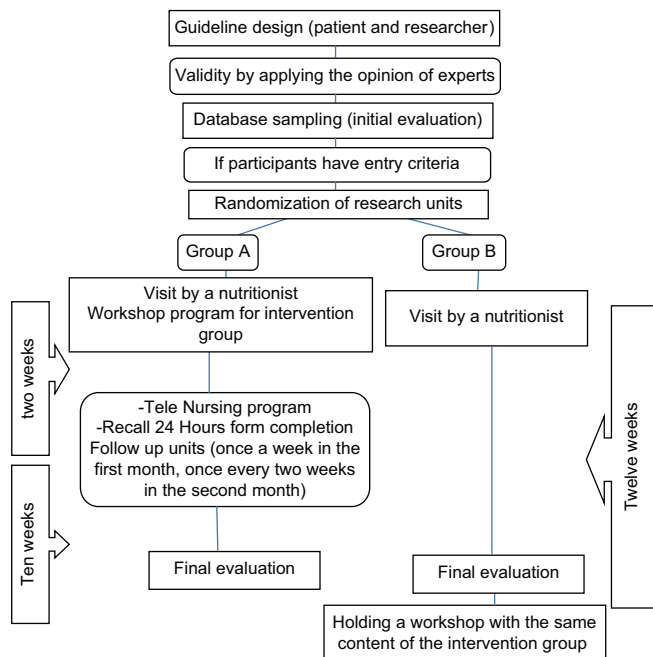 Guideline design (patient and researcher)
Validity by applying the opinion of experts
Database sampling (initial evaluation)
If participants have entry criteria
Randomization of research units
Group A
Group B
Visit by a nutritionist
Workshop program for intervention
group
Visit by a nutritionist
two weeks
-Tele Nursing program
-Recall 24 Hours form completion
Follow up units (once a week in the
first month, once every two weeks
in the second month)
Twelve weeks
Ten weeks
Final evaluation
Final evaluation
Holding a workshop with the same
content of the intervention group